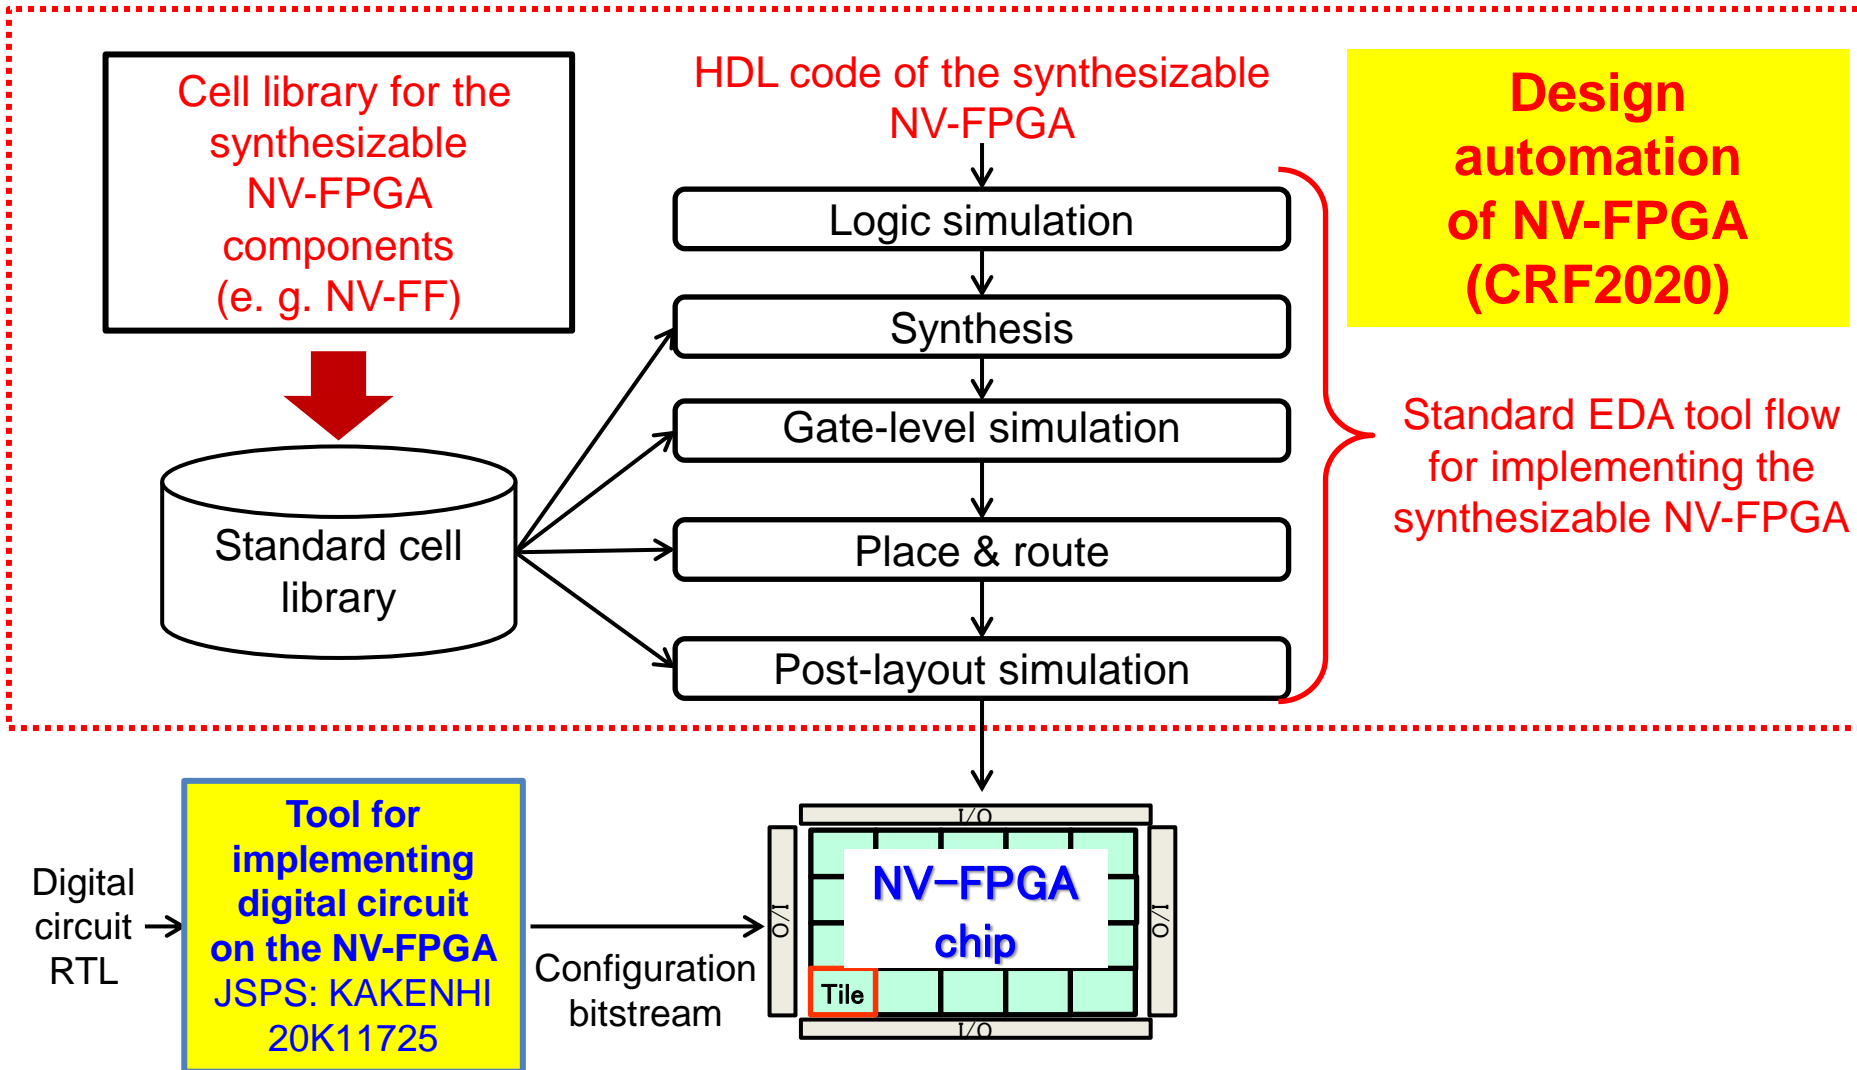 Cell library for the
synthesizable
NV-FPGA
components
(e. g. NV-FF)
HDL code of the synthesizable
NV-FPGA
Design
automation
of NV-FPGA
(CRF2020)
Logic simulation
Synthesis
Gate-level simulation
Place & route
Post-layout simulation
Standard EDA tool flow
for implementing the
synthesizable NV-FPGA
Standard cell
library
Digital
circuit
RTL
Tool for
implementing
digital circuit
on the NV-FPGA
JSPS: KAKENHI
20K11725
Configuration
bitstream
I/O
I/O
NV-FPGA
chip
I/O
Tile
I/O